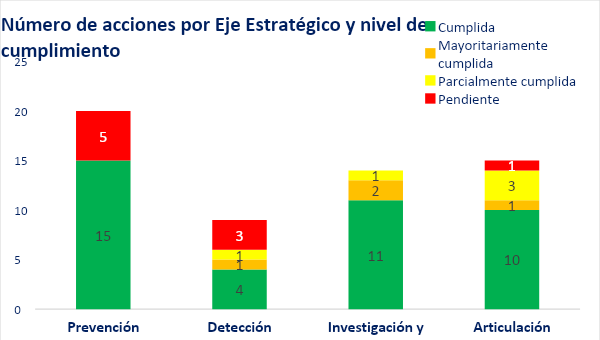 Número de acciones por Eje Estratégico y nivel de
cumplimiento
Cumplida
Mayoritariamente
cumplida
Parcialmente cumplida
Pendiente
25
20
15
10
5
0
5
15
3
1
1
4
1
2
11
1
3
1
10
Prevención
Detección
Investigación y
Articulación